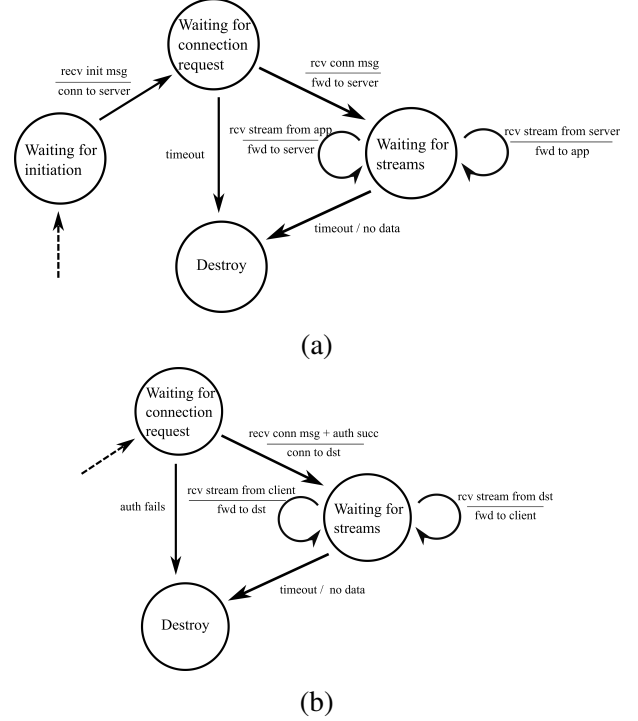 Waiting for
connection
request
recv init msg
conn to server
rcv conn msg
fwd to server
Waiting for
initiation
timeout
rcv stream from app
fwd to server
Waiting for
streams
rcv stream from server
fwd to app
timeout / no data
Destroy
(a)
Waiting for
connection
request
recv conn msg + auth succ
conn to dst
auth fails
rcv stream from client
fwd to dst
Waiting for
streams
rcv stream from dst
fwd to client
timeout / no data
Destroy
(b)